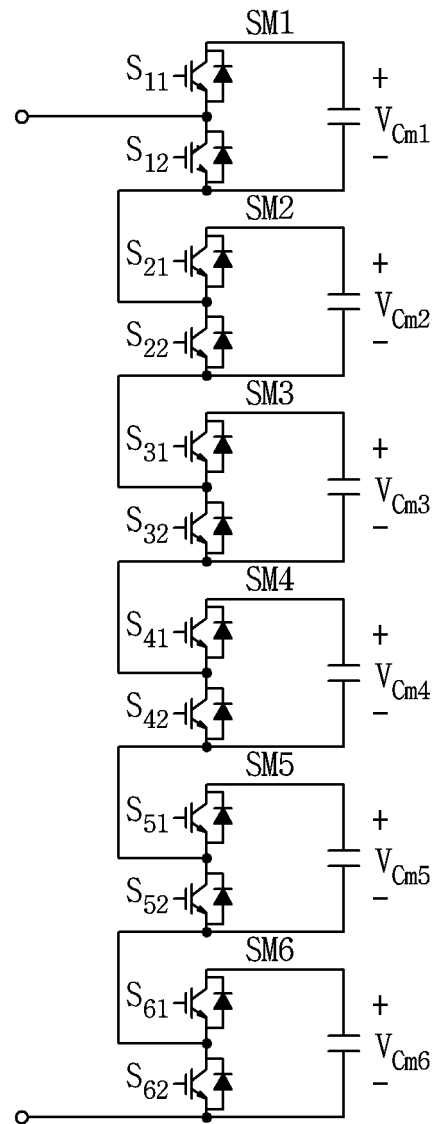 SM1
S11
+
VCm1
S12
−
SM2
S21
+
VCm2
S22
−
SM3
S31
+
VCm3
S32
−
SM4
S41
+
VCm4
S42
−
SM5
S51
+
VCm5
S52
−
SM6
S61
+
VCm6
S62
−